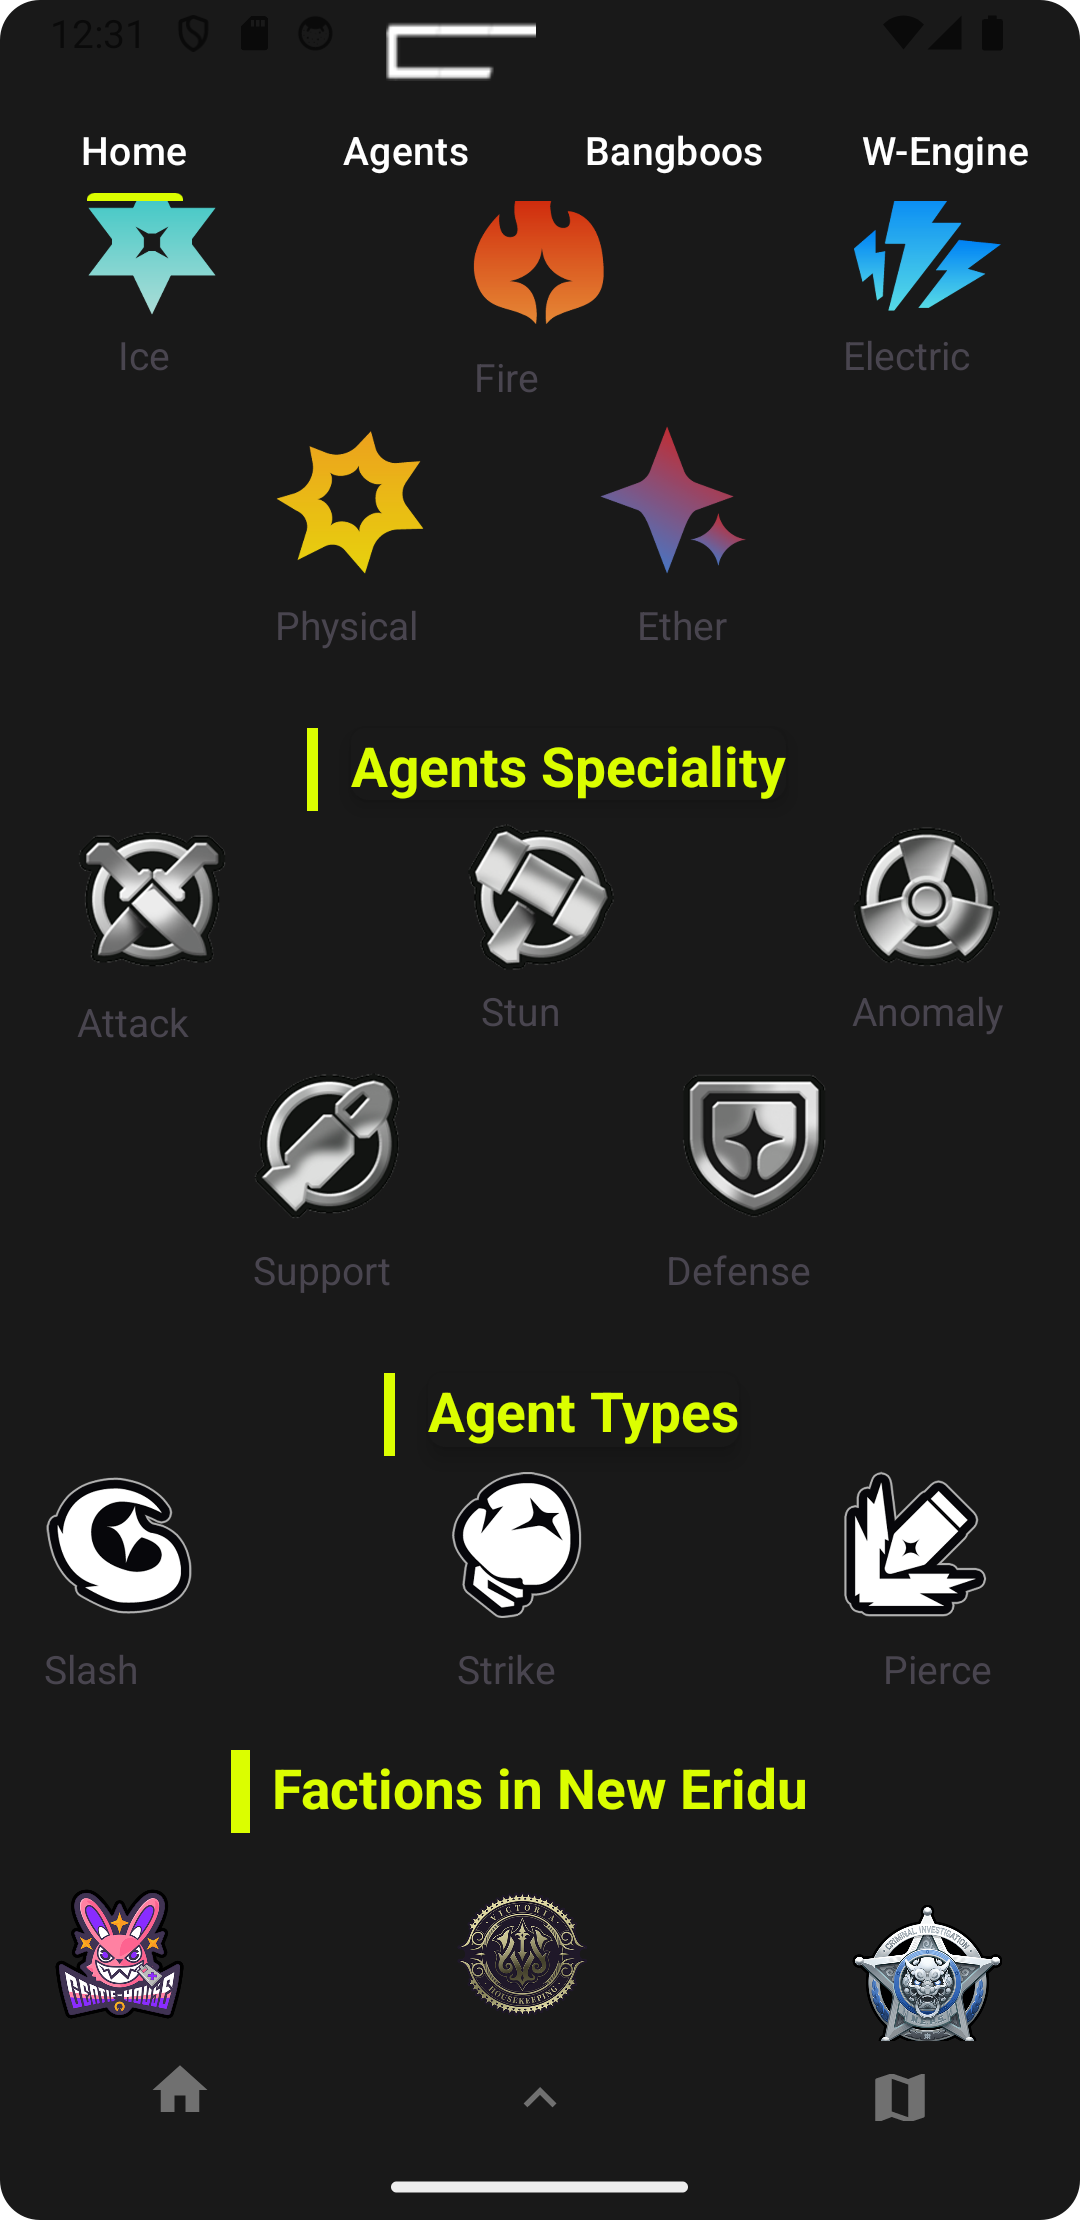 12:31
Home Agents Bangboos W-Engine
Ice Fire Electric
Physical Ether
Agents Speciality
Attack Stun Anomaly
Support Defense
Agent Types
Slash Strike Pierce
Factions in New Eridu
VICTORIA
HOUSEKEEPING
CRIMINAL INVESTIGATION
GENTLE-HOUSE